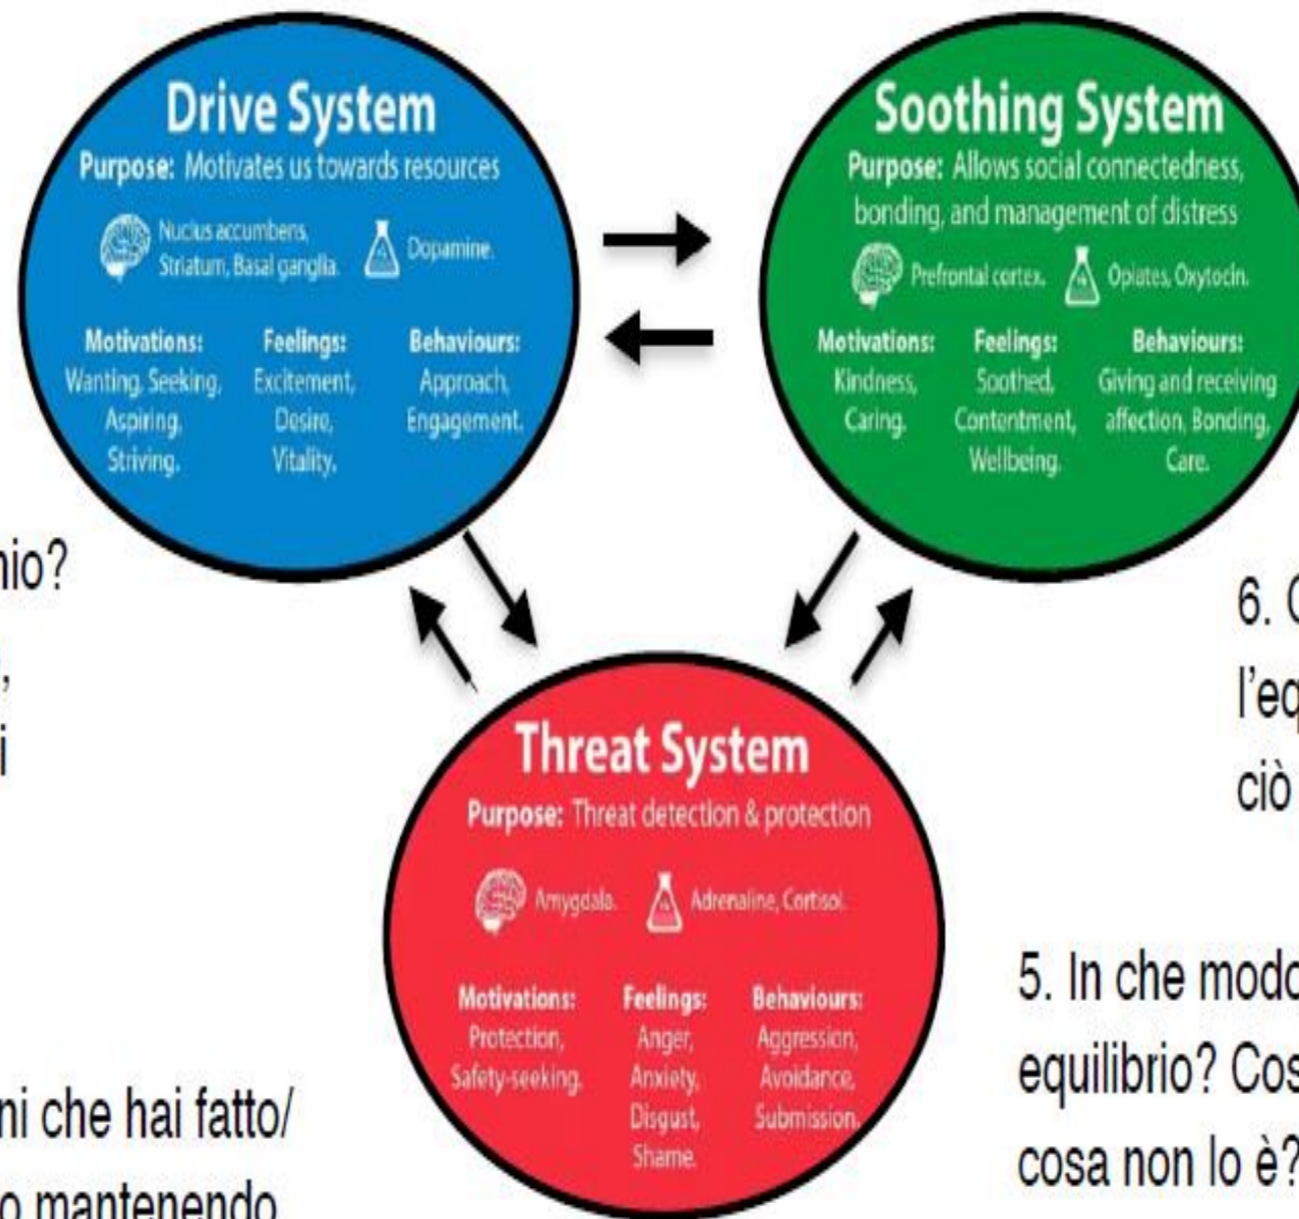 Drive System
Purpose: Motivates us towards resources
Nuclus accumbens,
Striatum, Basal ganglia.
Dopamine.
Motivations:
Wanting, Seeking,
Aspiring,
Striving.
Feelings:
Excitement,
Desire,
Vitality.
Behaviours:
Approach,
Engagement.
Soothing System
Purpose: Allows social connectedness,
bonding, and management of distress
Prefrontal cortex.
Opiates, Oxytocin.
Motivations:
Kindness,
Caring.
Feelings:
Soothed,
Contentment,
Wellbeing.
Behaviours:
Giving and receiving
affection, Bonding,
Care.
Threat System
Purpose: Threat detection & protection
Amygdala.
Adrenaline, Cortisol.
Motivations:
Protection,
Safety-seeking.
Feelings:
Anger,
Anxiety,
Disgust,
Shame.
Behaviours:
Aggression,
Avoidance,
Submission.
hio?
,
i
ni che hai fatto/
o mantenendo
6.
l'eq
ciò
5. In che modo
equilibrio? Cos
cosa non lo è?